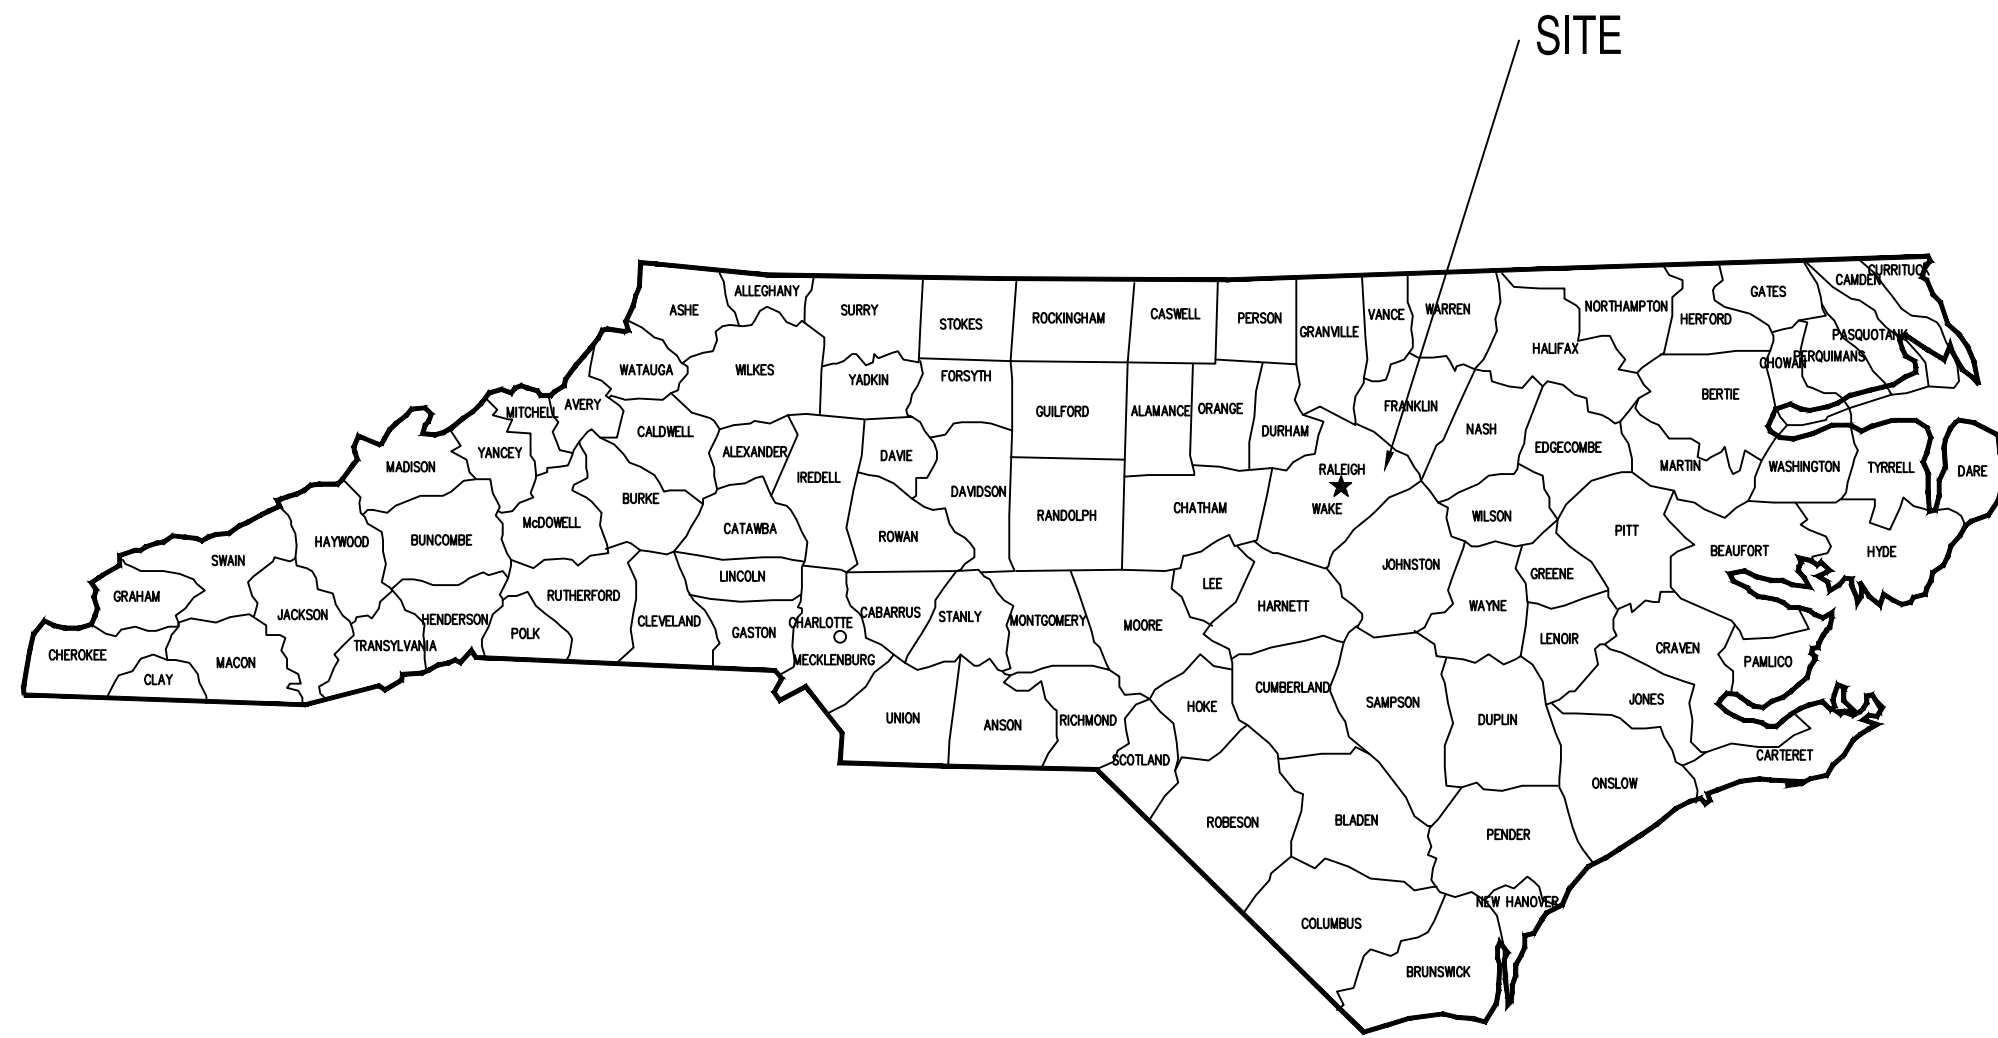 SITE
CURRITUCK
CAMDEN
ALLEGHANY
GATES
ASHE
SURRY
NORTHAMPTON
STOKES
ROCKINGHAM
CASWELL
PERSON
VANCE
WARREN
HERFORD
GRANVILLE
PASQUOTANK
HALIFAX
PERQUIMANS
CHOWAN
WATAUGA
WILKES
YADKIN
FORSYTH
BERTIE
AVERY
MITCHELL
GUILFORD
ALAMANCE
ORANGE
FRANKLIN
CALDWELL
DURHAM
NASH
EDGECOMBE
YANCEY
ALEXANDER
DAVIE
MADISON
IREDELL
RALEIGH
MARTIN
WASHINGTON
TYRRELL
DARE
BURKE
DAVIDSON
McDOWELL
CATAWBA
RANDOLPH
CHATHAM
WAKE
WILSON
PITT
HAYWOOD
BUNCOMBE
ROWAN
BEAUFORT
HYDE
SWAIN
LINCOLN
JOHNSTON
GREENE
GRAHAM
RUTHERFORD
LEE
HARNETT
WAYNE
JACKSON
HENDERSON
CLEVELAND
CHARLOTTE
CABARRUS
STANLY
MONTGOMERY
MOORE
POLK
GASTON
LENOIR
TRANSYLVANIA
CRAVEN
CHEROKEE
MACON
MECKLENBURG
PAMLICO
CLAY
CUMBERLAND
SAMPSON
JONES
HOKE
UNION
ANSON
RICHMOND
DUPLIN
SCOTLAND
CARTERET
ONSLOW
ROBESON
BLADEN
PENDER
NEW HANOVER
COLUMBUS
BRUNSWICK